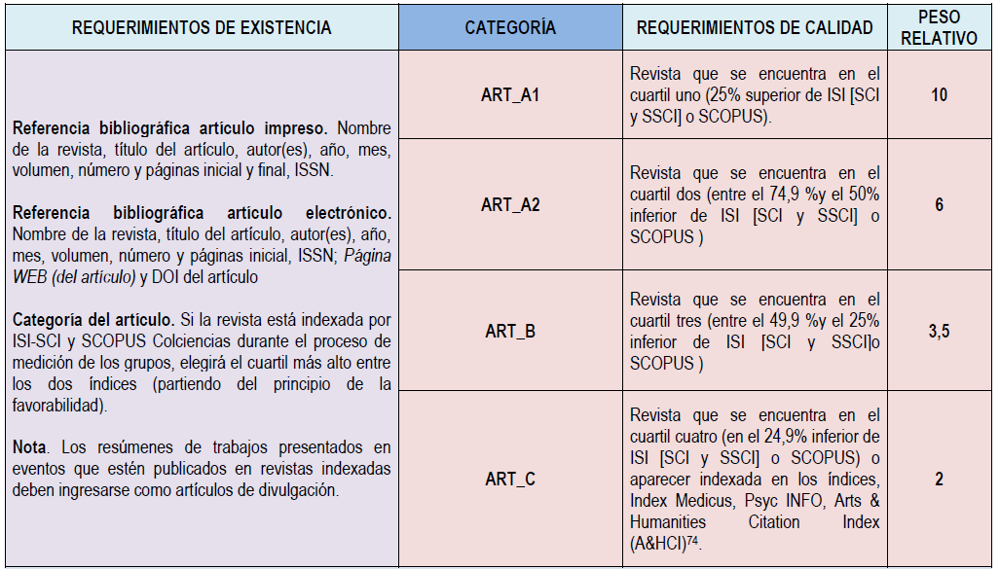 REQUERIMIENTOS DE EXISTENCIA
CATEGORÍA
REQUERIMIENTOS DE CALIDAD
PESO
RELATIVO
Referencia bibliográfica artículo impreso. Nombre
de la revista, título del artículo, autor(es), año, mes,
volumen, número y páginas inicial y final, ISSN.
Referencia bibliográfica artículo electrónico.
Nombre de la revista, título del artículo, autor(es), año,
mes, volumen, número y páginas inicial, ISSN; Página
WEB (del artículo) y DOI del artículo
Categoría del artículo. Si la revista está indexada por
ISI-SCI y SCOPUS Colciencias durante el proceso de
medición de los grupos, elegirá el cuartil más alto entre
los dos índices (partiendo del principio de la
favorabilidad).
Nota. Los resúmenes de trabajos presentados en
eventos que estén publicados en revistas indexadas
deben ingresarse como artículos de divulgación.
ART_A1
Revista que se encuentra en el
cuartil uno (25% superior de ISI [SCI
y SSCI] o SCOPUS).
10
ART_A2
Revista que se encuentra en el
cuartil dos (entre el 74,9 %y el 50%
inferior de ISI [SCI y SSCI] o
SCOPUS )
6
ART_B
Revista que se encuentra en el
cuartil tres (entre el 49,9 %y el 25%
inferior de ISI [SCI y SSCI]o
SCOPUS )
3,5
ART_C
Revista que se encuentra en el
cuartil cuatro (en el 24,9% inferior de
ISI [SCI y SSCI] o SCOPUS) o
aparecer indexada en los índices,
Index Medicus, Psyc INFO, Arts &
Humanities Citation Index
(A&HCI)74.
2